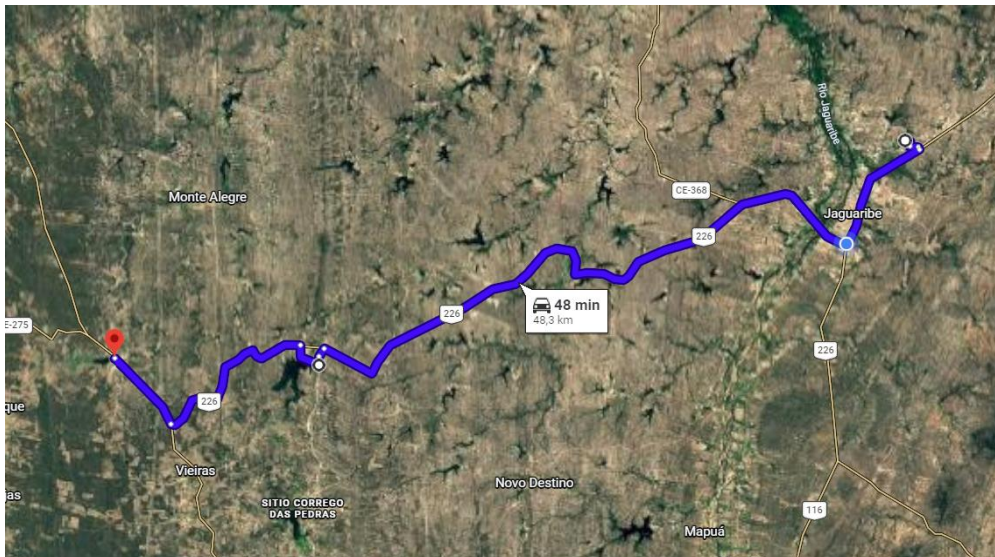 Rio Jaguaribe
Monte Alegre
CE-368
Jaguaribe
226
48 min
48,3 km
226
E-275
226
226
que
Vieiras
jas
SITIO CORREGO
DAS PEDRAS
Novo Destino
116
Mapuá